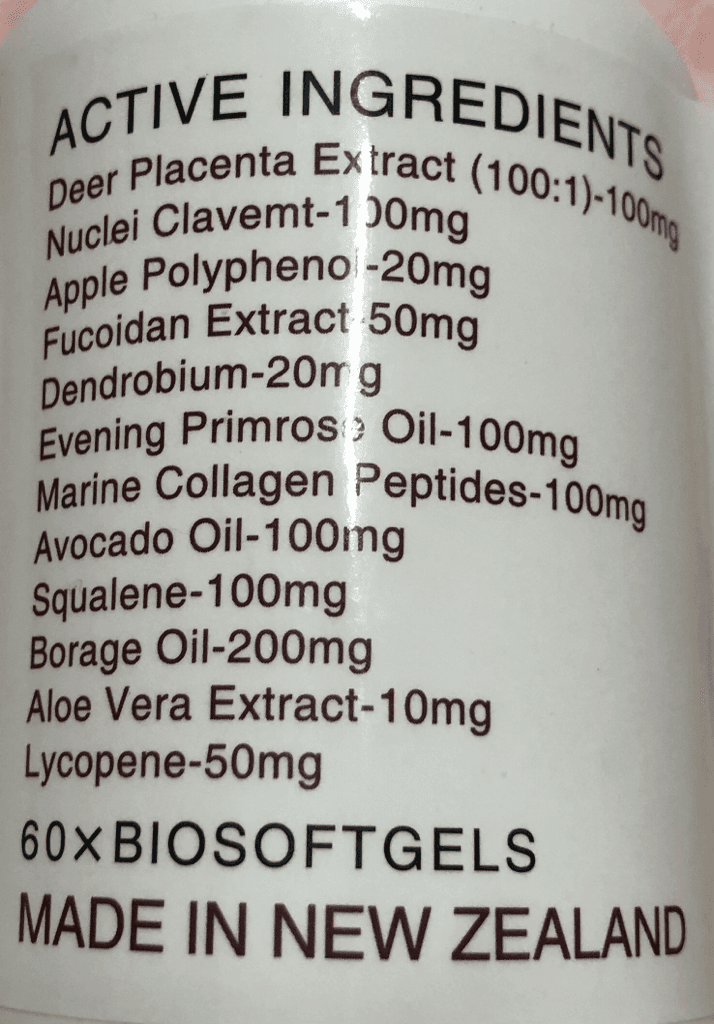 ACTIVE INGREDIENTS
Deer Placenta Extract (100:1)-100mg
Nuclei Clavemt-100mg
Apple Polyphenol-20mg
Fucoidan Extract-50mg
Dendrobium-20mg
Evening Primrose Oil-100mg
Marine Collagen Peptides-100mg
Avocado Oil-100mg
Squalene-100mg
Borage Oil-200mg
Aloe Vera Extract-10mg
Lycopene-50mg
60xBIOSOFTGELS
MADE IN NEW ZEALAND